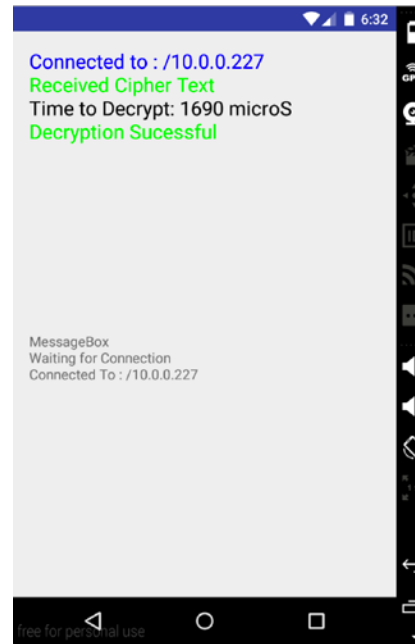 6:32
Connected to : /10.0.0.227
Received Cipher Text
Time to Decrypt: 1690 microS
Decryption Sucessful
MessageBox
Waiting for Connection
Connected To : /10.0.0.227
free for personal use
GPS